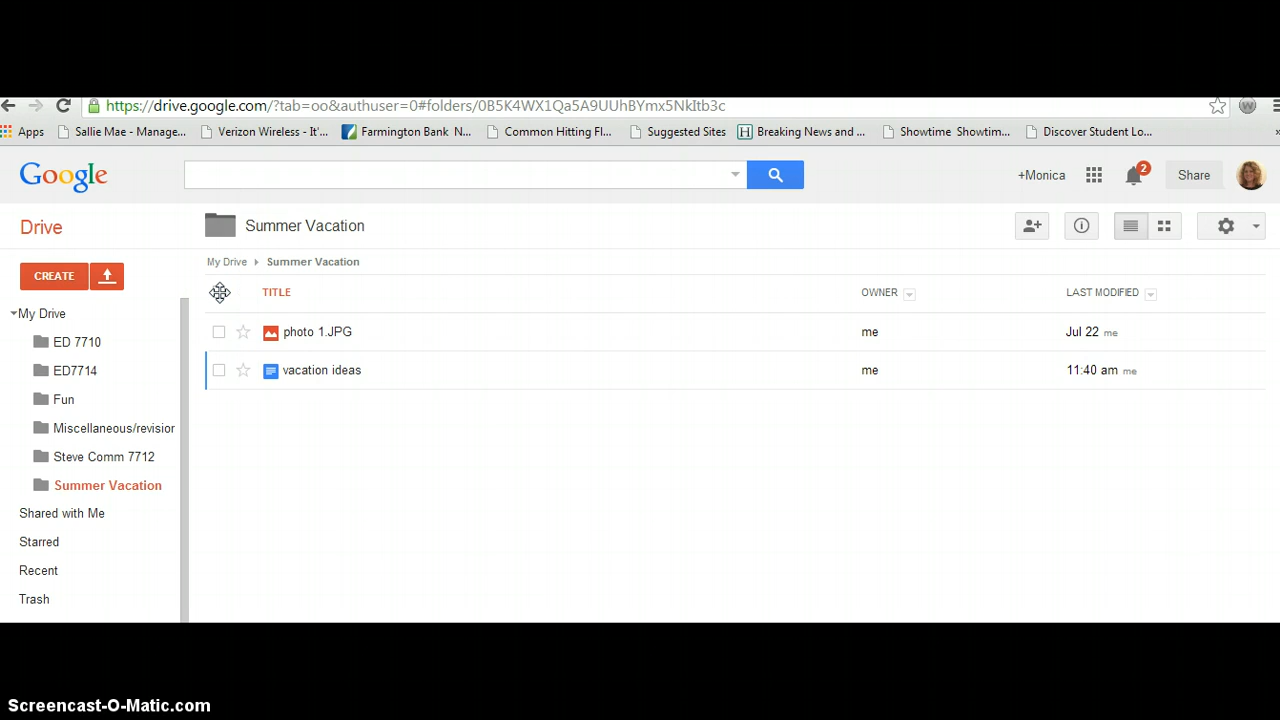 https://drive.google.com/?tab=oo&authuser=0#folders/0B5K4WX1Qa5A9UUhBYmx5NkItb3c
Apps Sallie Mae - Manage... Verizon Wireless - It'... Farmington Bank N... Common Hitting Fl... Suggested Sites Breaking News and ... Showtime Showtim... Discover Student Lo... »
Google +Monica 2 Share
Drive Summer Vacation
My Drive Summer Vacation
CREATE
TITLE OWNER LAST MODIFIED
My Drive
photo 1.JPG me Jul 22 me
ED 7710
vacation ideas me 11:40 am me
ED7714
Fun
Miscellaneous/revisior
Steve Comm 7712
Summer Vacation
Shared with Me
Starred
Recent
Trash
Screencast-O-Matic.com